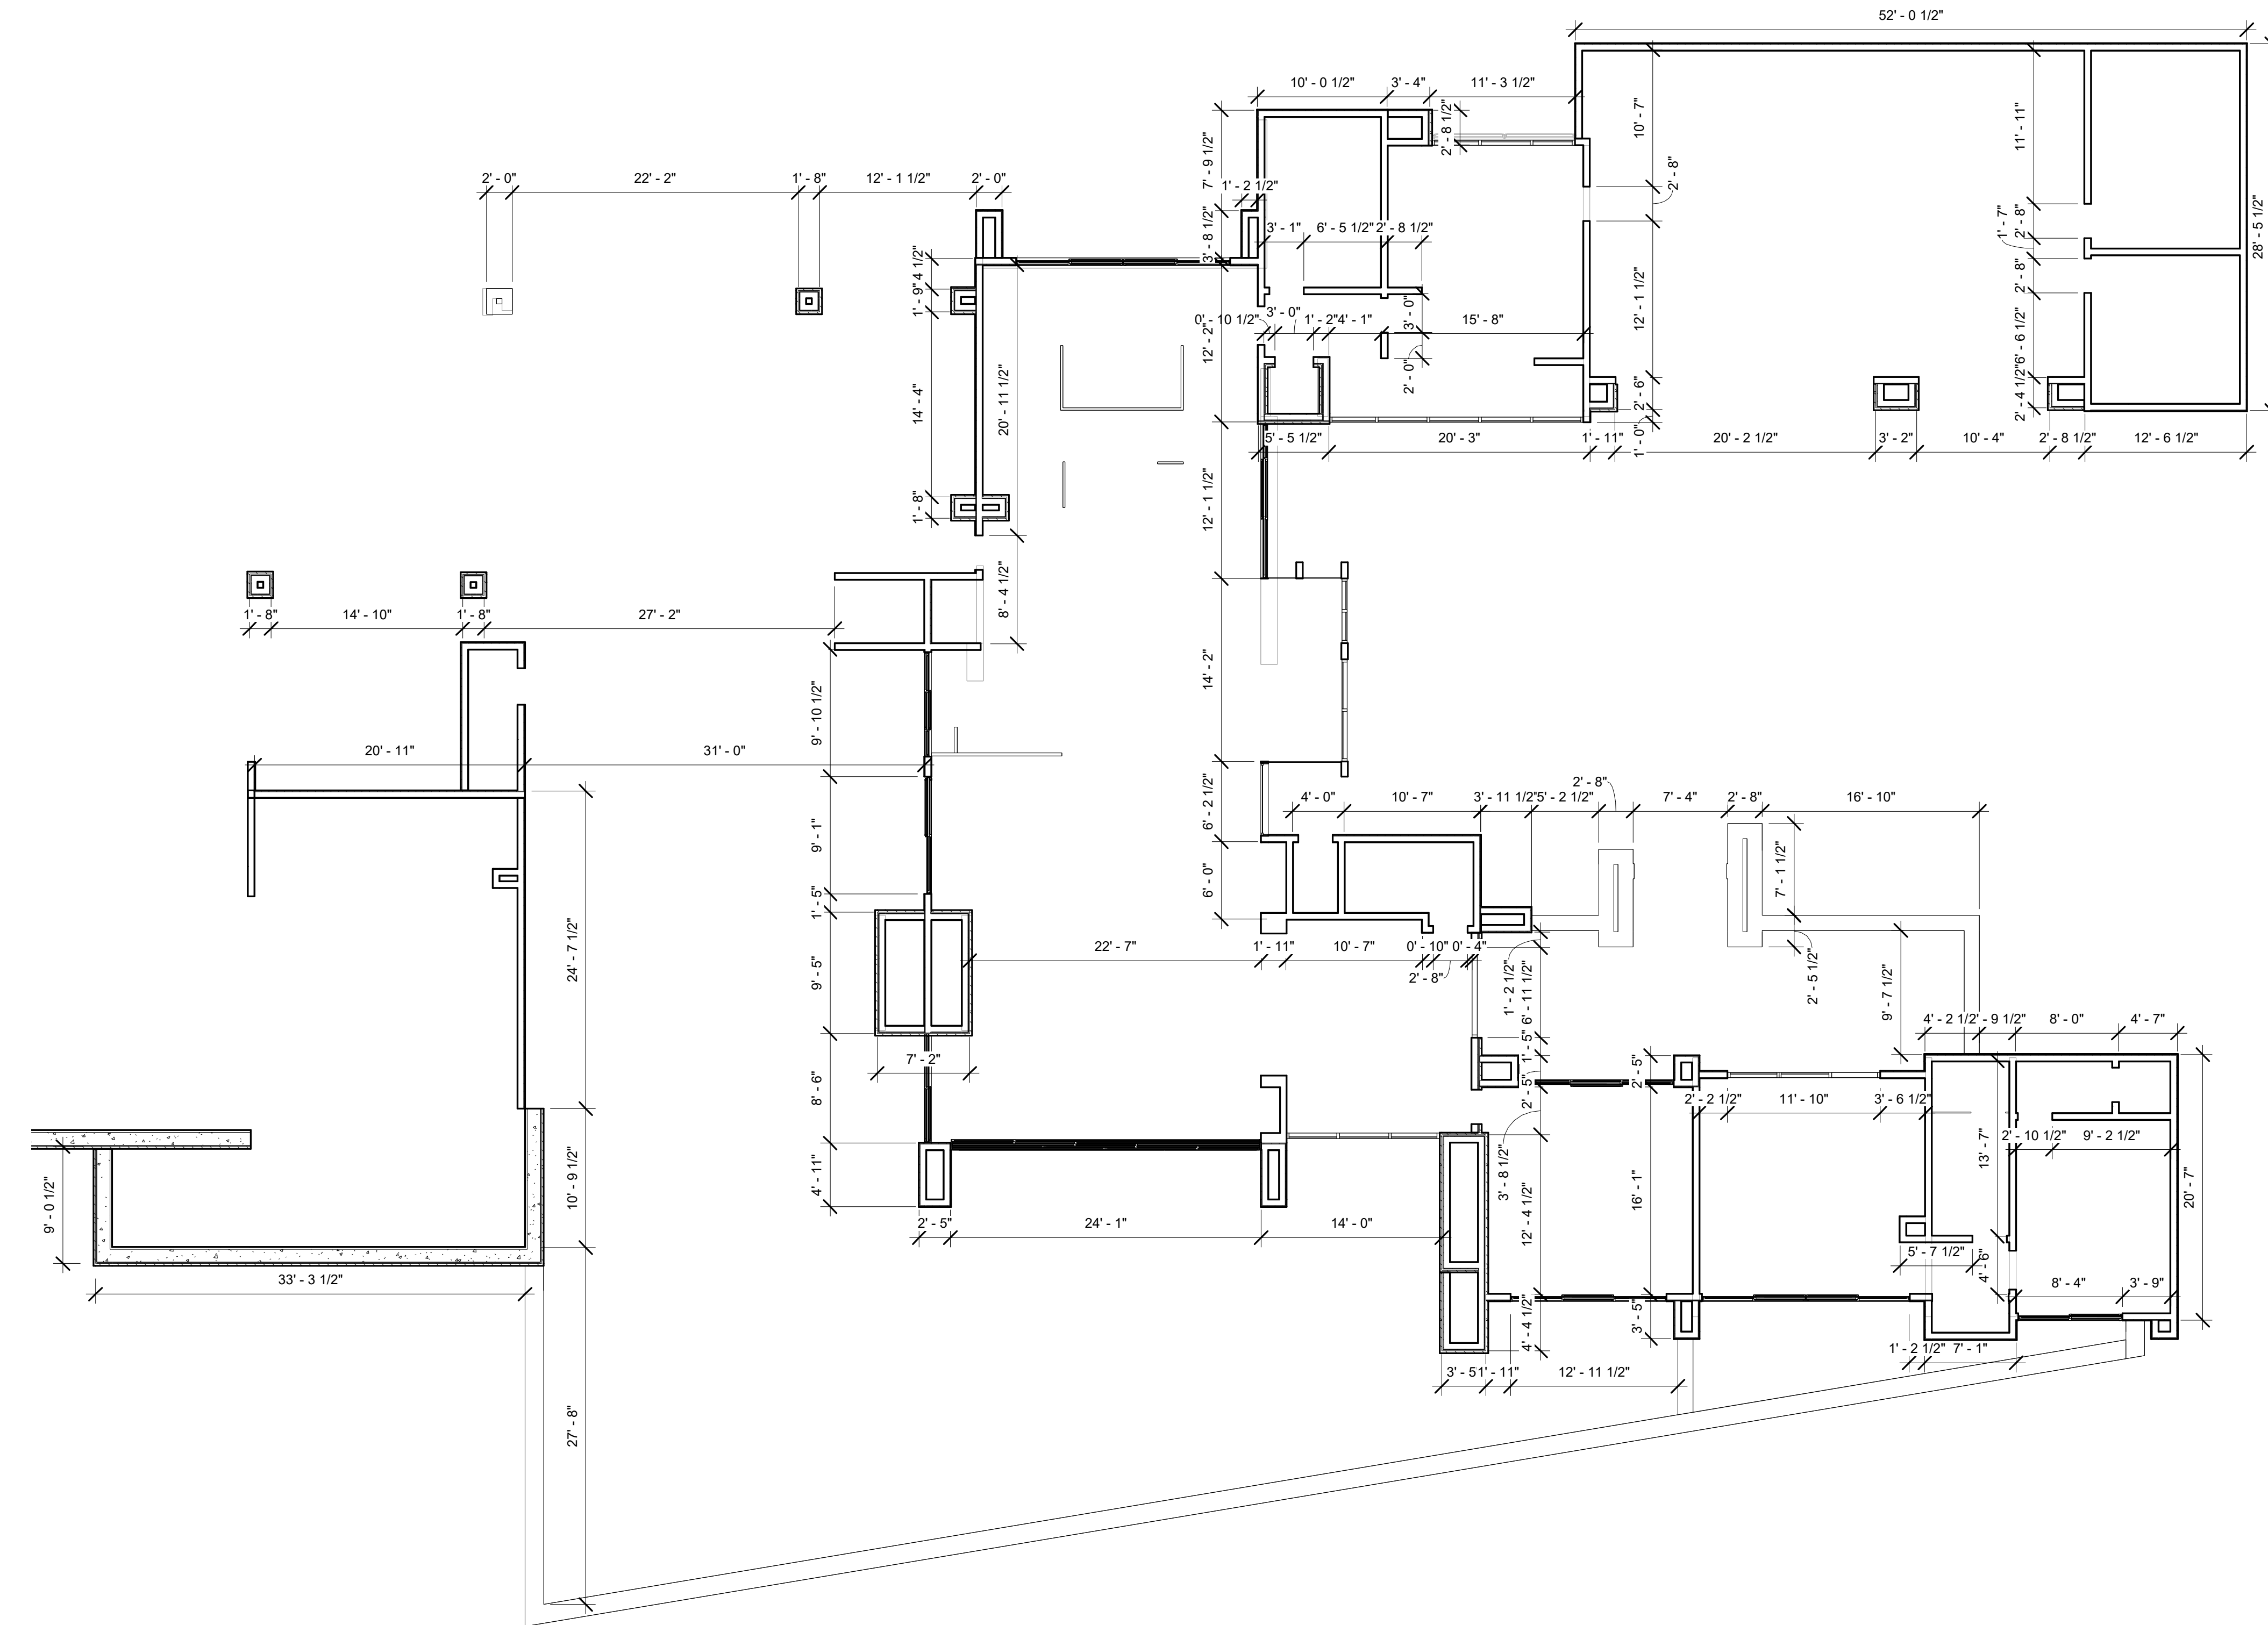 52' - 0 1/2"
10' - 0 1/2"
3' - 4"
11' - 3 1/2"
2' - 8 1/2"
10' - 7"
11' - 11"
7' - 9 1/2"
2' - 8"
2' - 0"
22' - 2"
1' - 8"
12' - 1 1/2"
2' - 0"
1' - 2 1/2"
3' - 8 1/2"
3' - 1"
6' - 5 1/2"
2' - 8 1/2"
1' - 7"
2' - 8"
28' - 5 1/2"
4 1/2"
1' - 9"
2' - 8"
0' - 10 1/2"
3' - 0"
1' - 2"
4' - 1"
3' - 0"
15' - 8"
12' - 1 1/2"
6' - 6 1/2"
12' - 2"
2' - 0"
14' - 4"
20' - 11 1/2"
2' - 6"
2' - 4 1/2"
5' - 5 1/2"
20' - 3"
1' - 11"
1' - 0"
20' - 2 1/2"
3' - 2"
10' - 4"
2' - 8 1/2"
12' - 6 1/2"
1' - 8"
12' - 1 1/2"
8' - 4 1/2"
1' - 8"
14' - 10"
1' - 8"
27' - 2"
14' - 2"
9' - 10 1/2"
20' - 11"
31' - 0"
2' - 8"
6' - 2 1/2"
4' - 0"
10' - 7"
3' - 11 1/2"
5' - 2 1/2"
7' - 4"
2' - 8"
16' - 10"
9' - 1"
7' - 1 1/2"
6' - 0"
1' - 5"
24' - 7 1/2"
22' - 7"
1' - 11"
10' - 7"
0' - 10"
0' - 4"
2' - 8"
1' - 2 1/2"
6' - 11 1/2"
2' - 5 1/2"
9' - 7 1/2"
9' - 5"
4' - 2 1/2"
' - 9 1/2"
8' - 0"
4' - 7"
1' - 5"
7' - 2"
2' - 5"
2' - 5"
8' - 6"
2' - 2 1/2"
11' - 10"
3' - 6 1/2"
13' - 7"
2' - 10 1/2"
9' - 2 1/2"
4' - 11"
3' - 8 1/2"
16' - 1"
20' - 7"
9' - 0 1/2"
10' - 9 1/2"
2' - 5"
24' - 1"
14' - 0"
12' - 4 1/2"
5' - 7 1/2"
4' - 6"
33' - 3 1/2"
8' - 4"
3' - 9"
4' - 4 1/2"
3' - 5"
1' - 2 1/2"
7' - 1"
3' - 5
1' - 11"
12' - 11 1/2"
27' - 8"